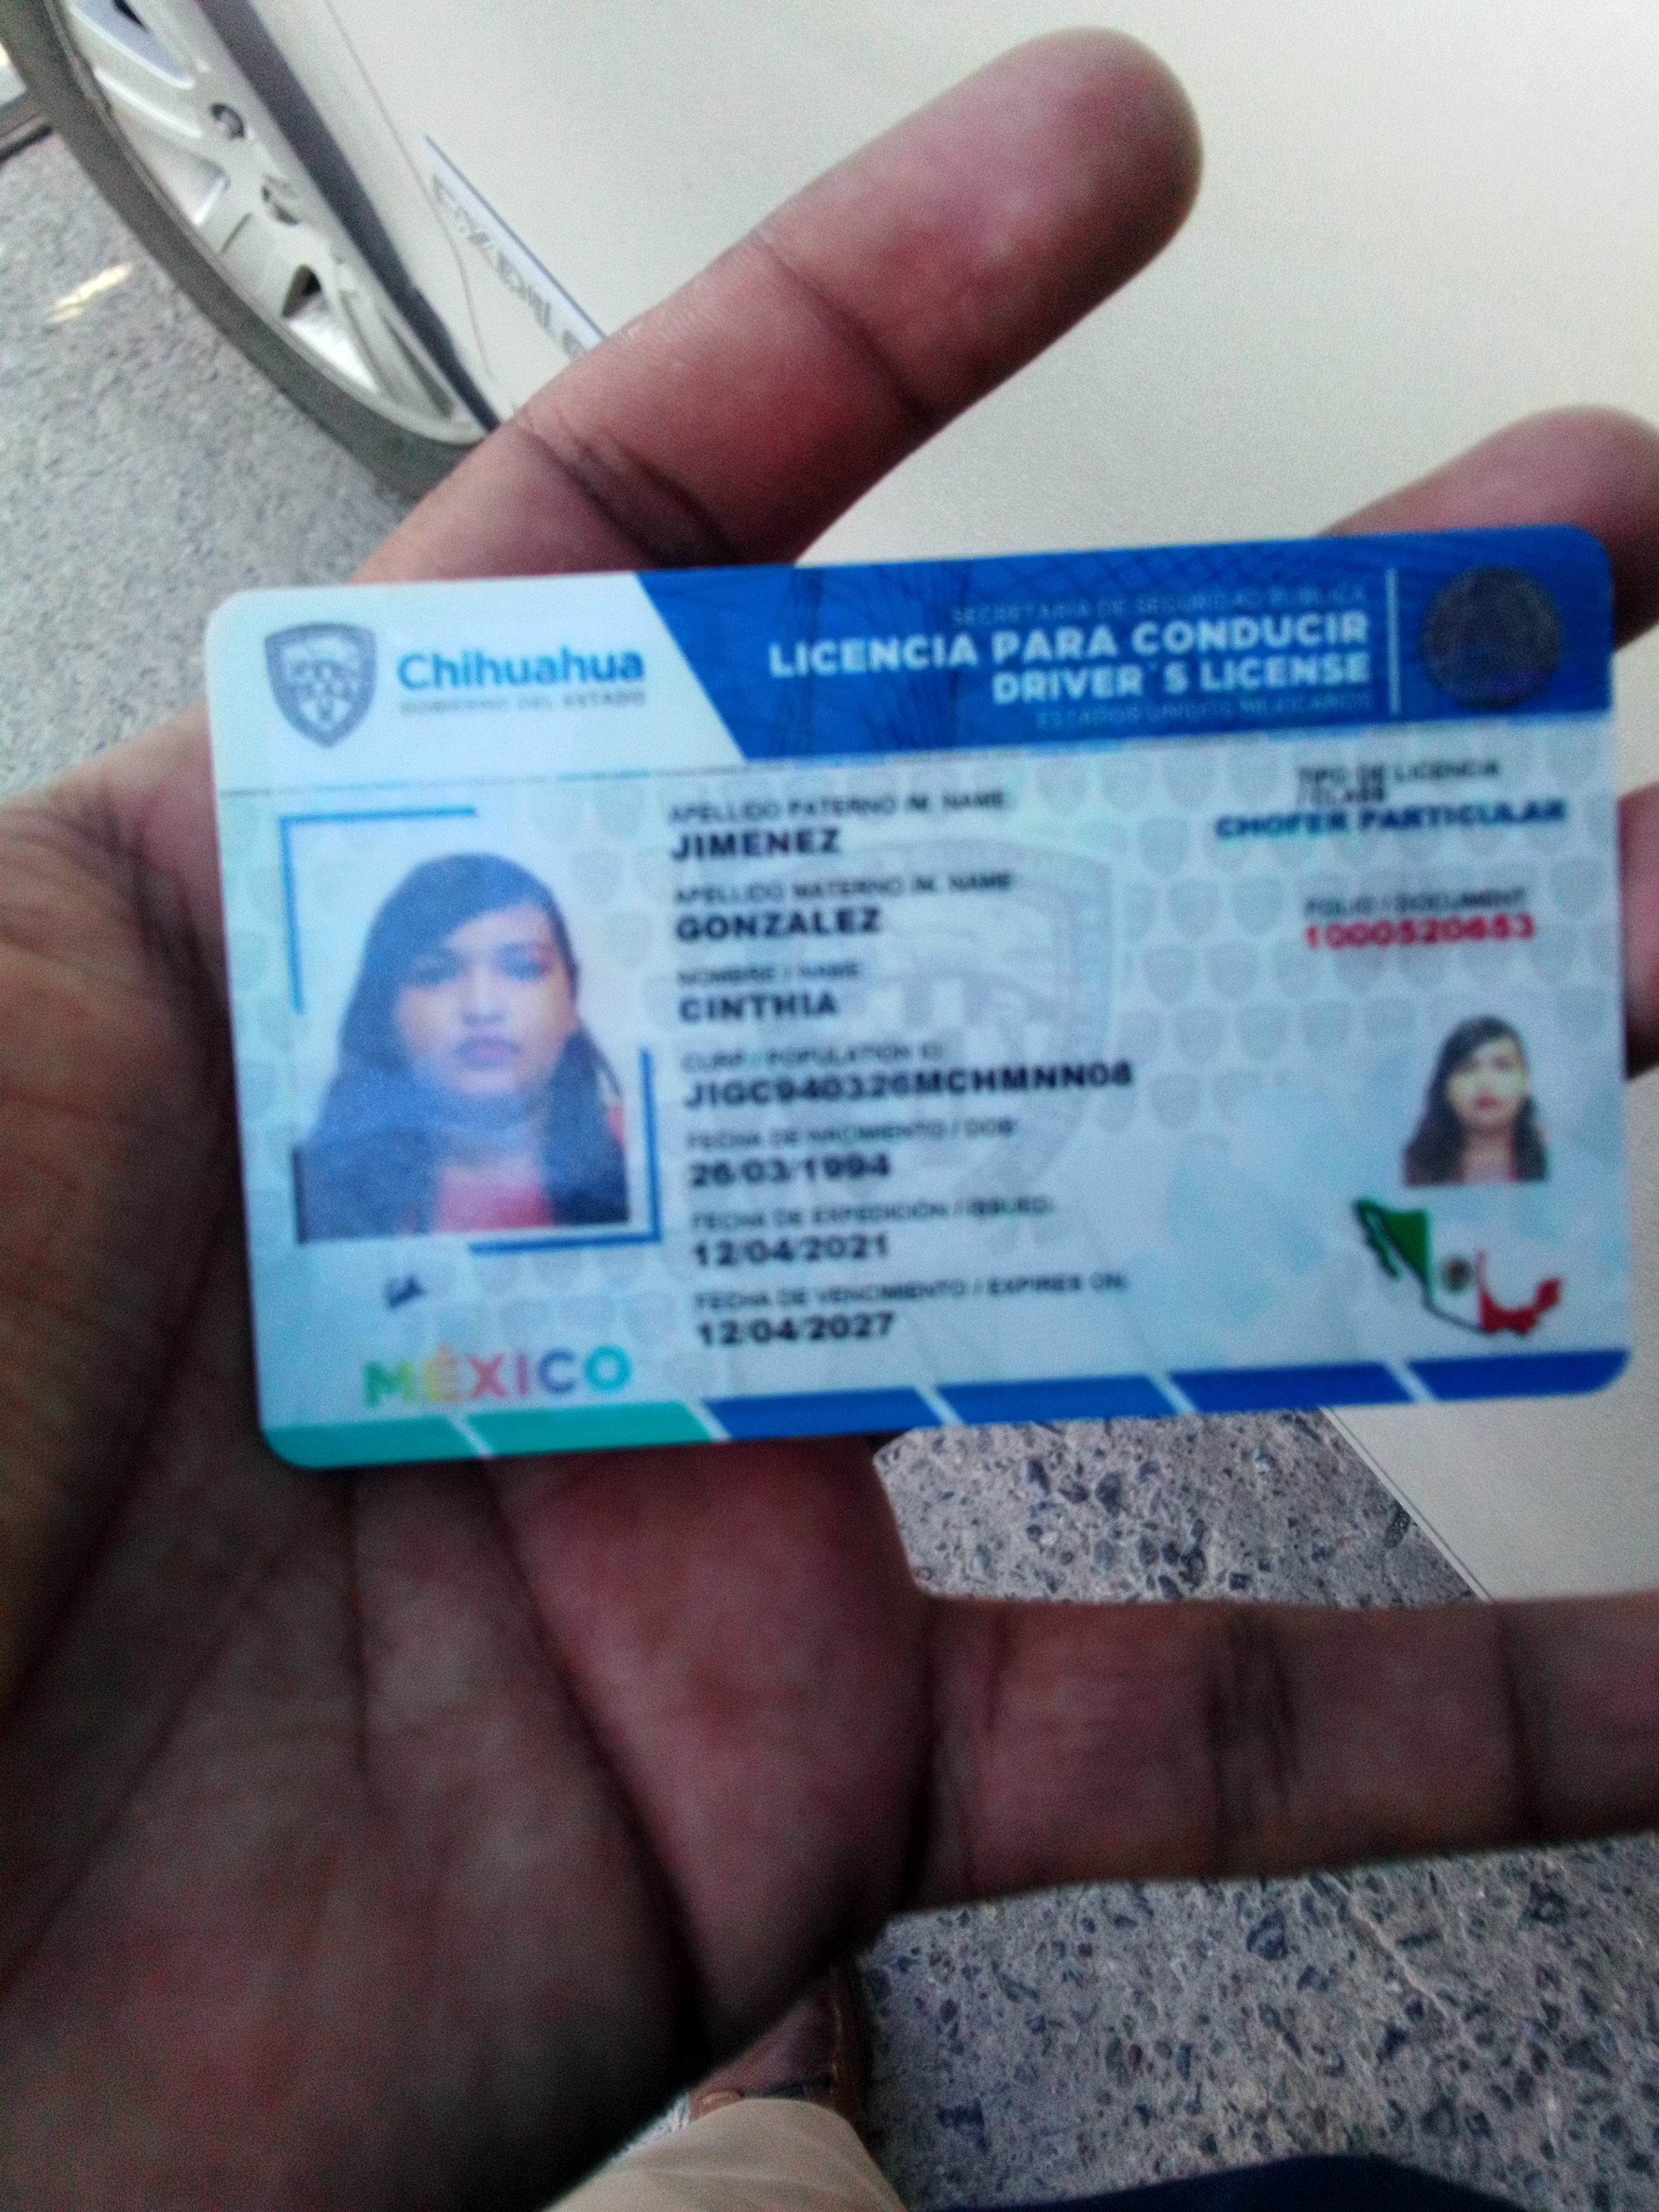 Chihuahua
GOBIERNO DEL ESTADO
SECRETARÍA DE SEGURIDAD PÚBLICA
LICENCIA PARA CONDUCIR
DRIVER´S LICENSE
ESTADOS UNIDOS MEXICANOS
APELLIDO PATERNO /M. NAME:
JIMENEZ
APELLIDO MATERNO /M. NAME:
GONZALEZ
NOMBRE / NAME
CINTHIA
CURP / POPULATION ID:
JIGC940326MCHMNN08
FECHA DE NACIMIENTO / DOB:
26/03/1994
FECHA DE EXPEDICIÓN / ISSUED:
12/04/2021
FECHA DE VENCIMIENTO / EXPIRES ON:
12/04/2027
TIPO DE LICENCIA
/ CLASS
CHOFER PARTICULAR
FOLIO / DOCUMENT
1000520653
MÉXICO